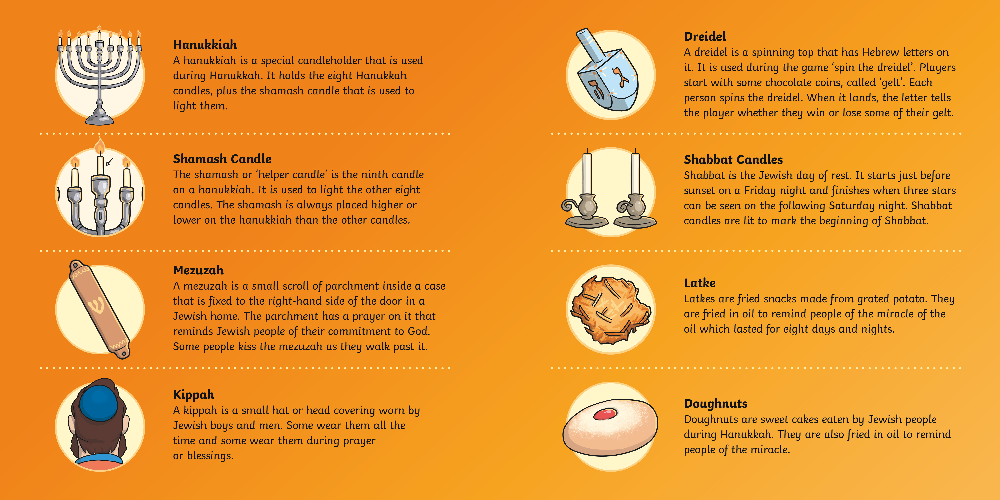 Hanukkiah
A hanukkiah is a special candleholder that is used
during Hanukkah. It holds the eight Hanukkah
candles, plus the shamash candle that is used to
light them.
Shamash Candle
The shamash or ‘helper candle’ is the ninth candle
on a hanukkiah. It is used to light the other eight
candles. The shamash is always placed higher or
lower on the hanukkiah than the other candles.
ש
Mezuzah
A mezuzah is a small scroll of parchment inside a case
that is fixed to the right-hand side of the door in a
Jewish home. The parchment has a prayer on it that
reminds Jewish people of their commitment to God.
Some people kiss the mezuzah as they walk past it.
Kippah
A kippah is a small hat or head covering worn by
Jewish boys and men. Some wear them all the
time and some wear them during prayer
or blessings.
ה ג
Dreidel
A dreidel is a spinning top that has Hebrew letters on
it. It is used during the game ‘spin the dreidel’. Players
start with some chocolate coins, called ‘gelt’. Each
person spins the dreidel. When it lands, the letter tells
the player whether they win or lose some of their gelt.
Shabbat Candles
Shabbat is the Jewish day of rest. It starts just before
sunset on a Friday night and finishes when three stars
can be seen on the following Saturday night. Shabbat
candles are lit to mark the beginning of Shabbat.
Latke
Latkes are fried snacks made from grated potato. They
are fried in oil to remind people of the miracle of the
oil which lasted for eight days and nights.
Doughnuts
Doughnuts are sweet cakes eaten by Jewish people
during Hanukkah. They are also fried in oil to remind
people of the miracle.